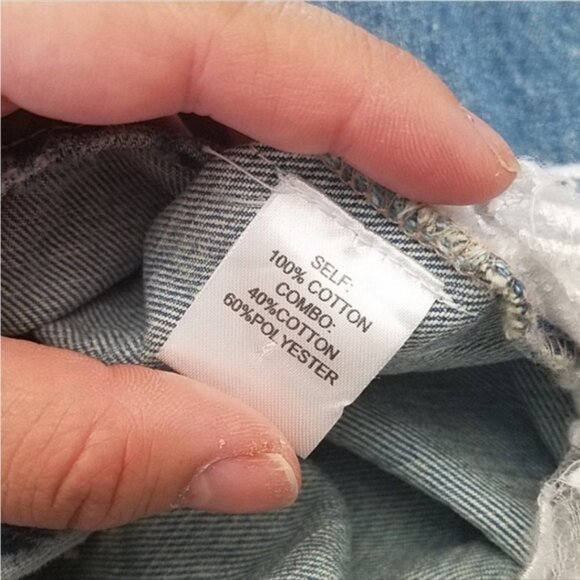 SELF:
100% COTTON
COMBO:
40%COTTON
60%POLYESTER